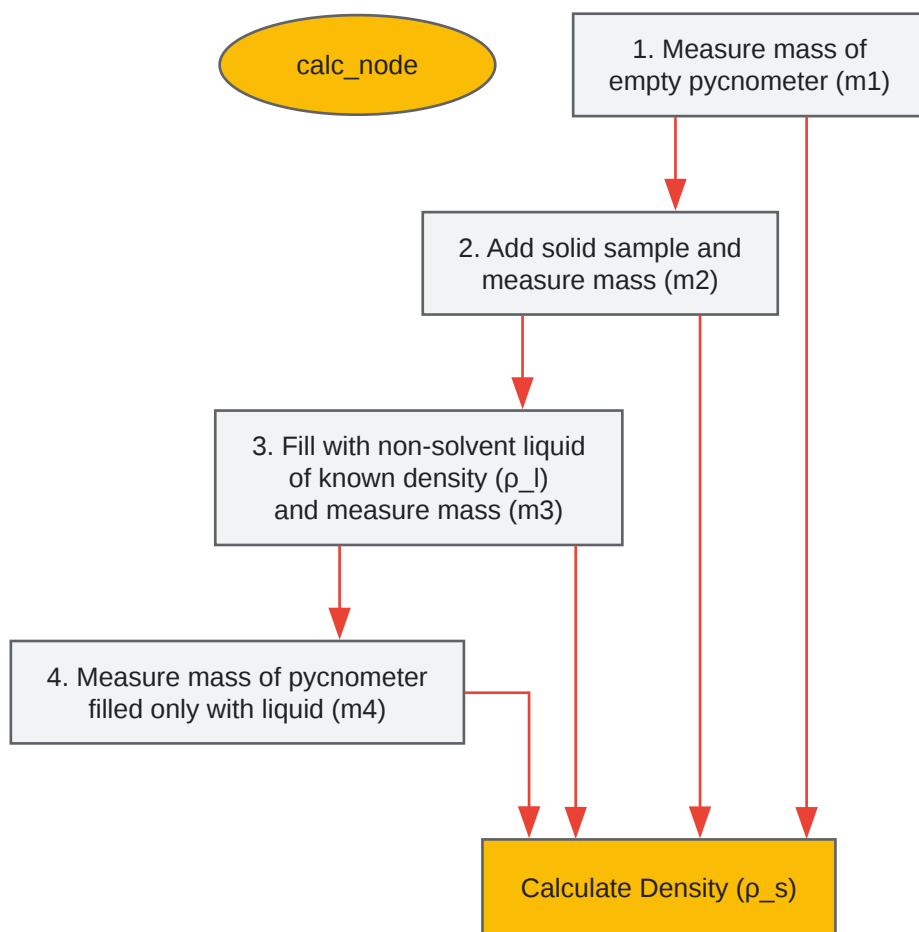 calc_node
1. Measure mass of
empty pycnometer (m1)
2. Add solid sample and
measure mass (m2)
3. Fill with non-solvent liquid
of known density (ρ_l)
and measure mass (m3)
4. Measure mass of pycnometer
filled only with liquid (m4)
Calculate Density (ρ_s)